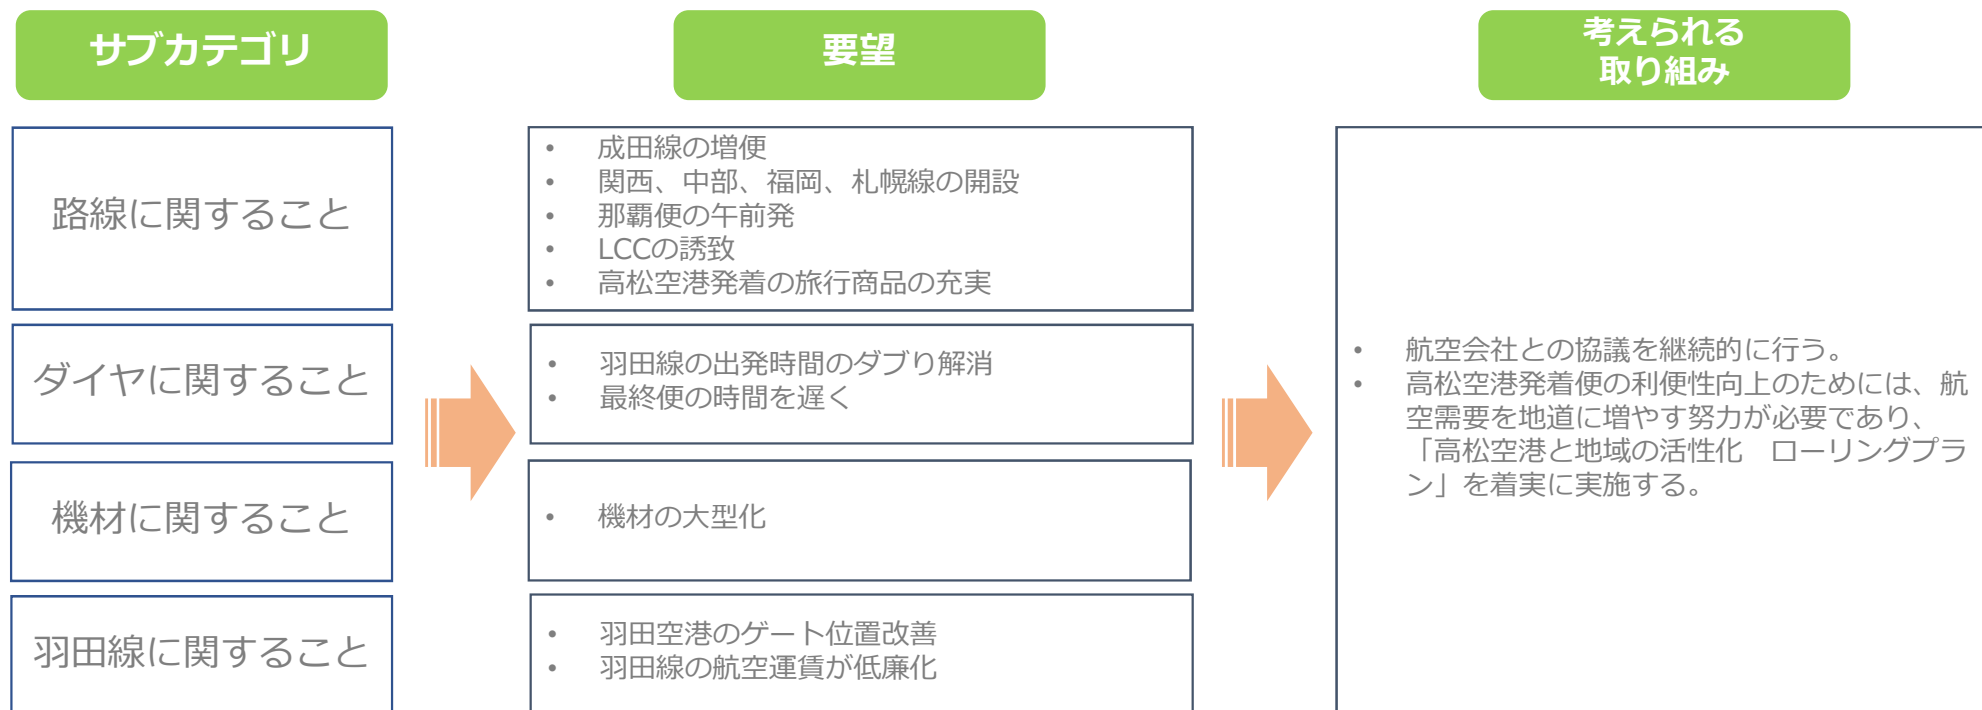 サブカテゴリ
要望
考えられる
取り組み
路線に関すること
• 成田線の増便
• 関西、中部、福岡、札幌線の開設
• 那覇便の午前発
• LCCの誘致
• 高松空港発着の旅行商品の充実
ダイヤに関すること
• 羽田線の出発時間のダブり解消
• 最終便の時間を遅く
機材に関すること
• 機材の大型化
羽田線に関すること
• 羽田空港のゲート位置改善
• 羽田線の航空運賃が低廉化
• 航空会社との協議を継続的に行う。
• 高松空港発着便の利便性向上のためには、航
空需要を地道に増やす努力が必要であり、
「高松空港と地域の活性化　ローリングプラ
ン」を着実に実施する。